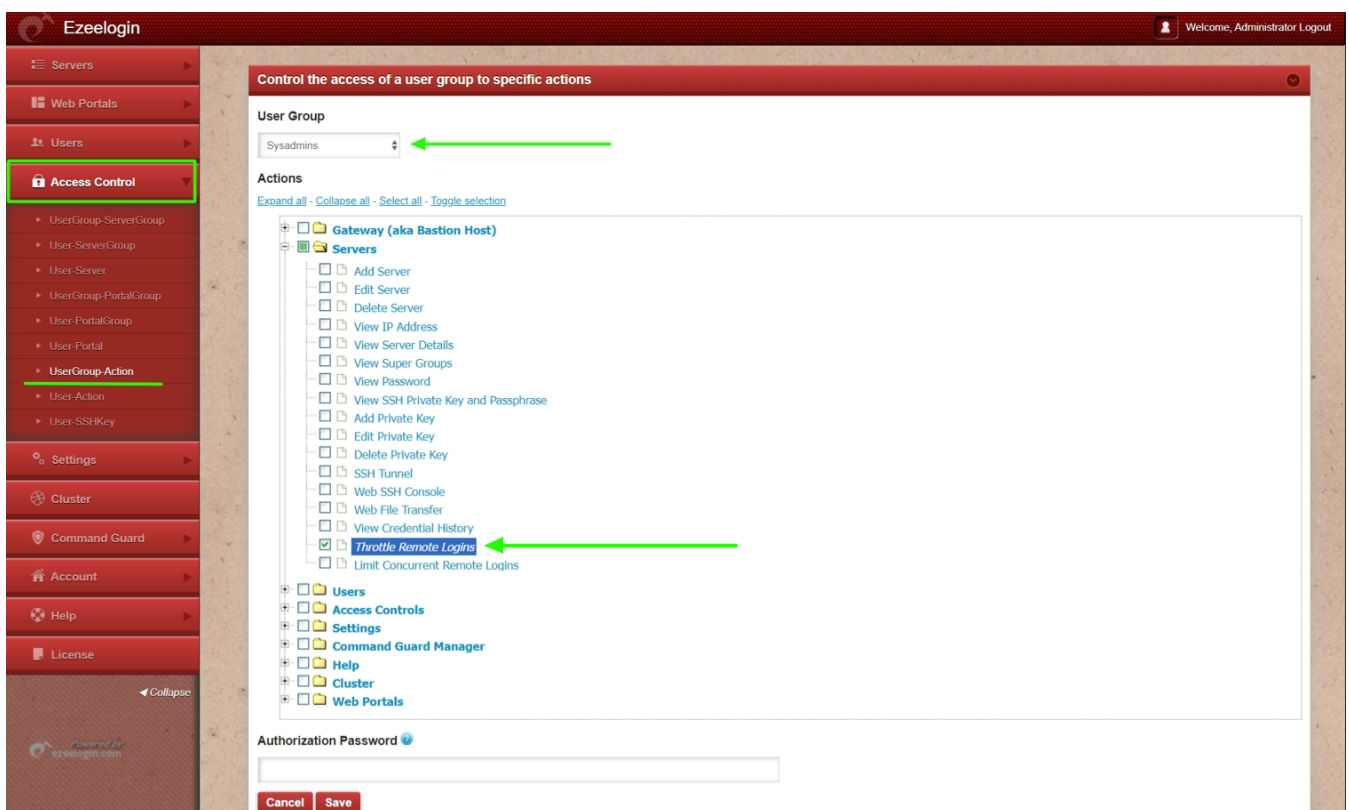 Ezeelogin
Welcome, Administrator Logout
Servers
Web Portals
Users
Access Control
UserGroup-ServerGroup
User-ServerGroup
User-Server
UserGroup-PortalGroup
User-PortalGroup
User-Portal
UserGroup-Action
User-Action
User-SSHKey
Settings
Cluster
Command Guard
Account
Help
License
Collapse
Powered by
ezeelogin.com
Control the access of a user group to specific actions
User Group
Sysadmins
Actions
Expand all - Collapse all - Select all - Toggle selection
Gateway (aka Bastion Host)
Servers
Add Server
Edit Server
Delete Server
View IP Address
View Server Details
View Super Groups
View Password
View SSH Private Key and Passphrase
Add Private Key
Edit Private Key
Delete Private Key
SSH Tunnel
Web SSH Console
Web File Transfer
View Credential History
Throttle Remote Logins
Limit Concurrent Remote Logins
Users
Access Controls
Settings
Command Guard Manager
Help
Cluster
Web Portals
Authorization Password
Cancel Save